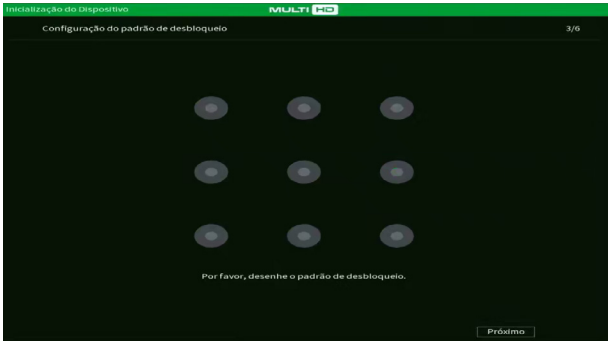 Inicialização do Dispositivo
MULTI HD
Configuração do padrão de desbloqueio
3/6
Por favor, desenhe o padrão de desbloqueio.
Próximo